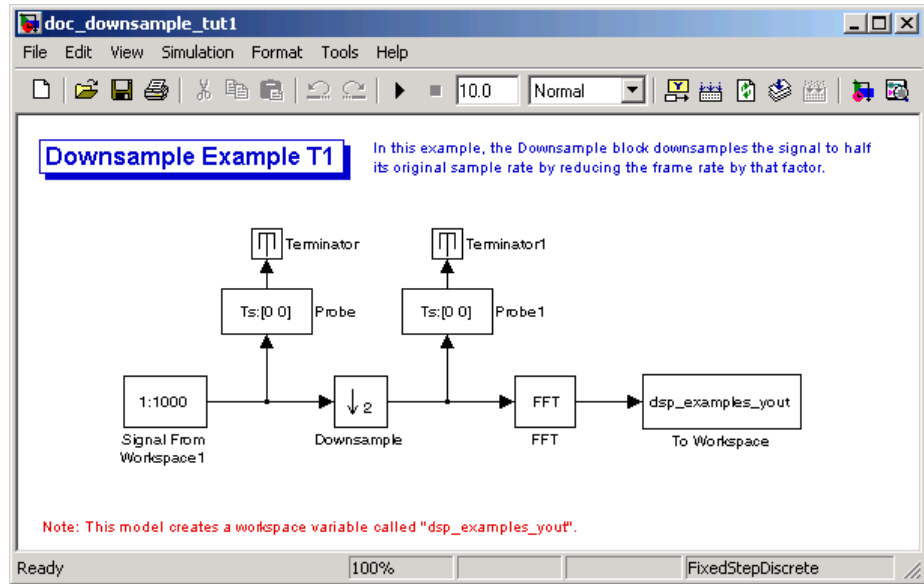 doc_downsample_tut1
File Edit View Simulation Format Tools Help
10.0 Normal
Downsample Example T1
In this example, the Downsample block downsamples the signal to half
its original sample rate by reducing the frame rate by that factor.
Terminator
Terminator1
Ts:[0 0]
Probe
Ts:[0 0]
Probe1
1:1000
2
FFT
dsp_examples_yout
Signal From
Workspace1
Downsample
FFT
To Workspace
Note: This model creates a workspace variable called "dsp_examples_yout".
Ready 100% FixedStepDiscrete